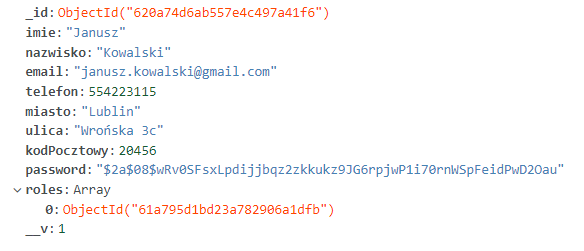 _id: ObjectId("620a74d6ab557e4c497a41f6")
imie: "Janusz"
nazwisko: "Kowalski"
email: "janusz.kowalski@gmail.com"
telefon: 554223115
miasto: "Lublin"
ulica: "Wrońska 3c"
kodPocztowy: 20456
password: "$2a$08$wRv0SFsxLpdijjbqz2zkkukz9JG6rpjwP1i70rnWSpFeidPwD2Oau"
roles: Array
0: ObjectId("61a795d1bd23a782906a1dfb")
__v: 1